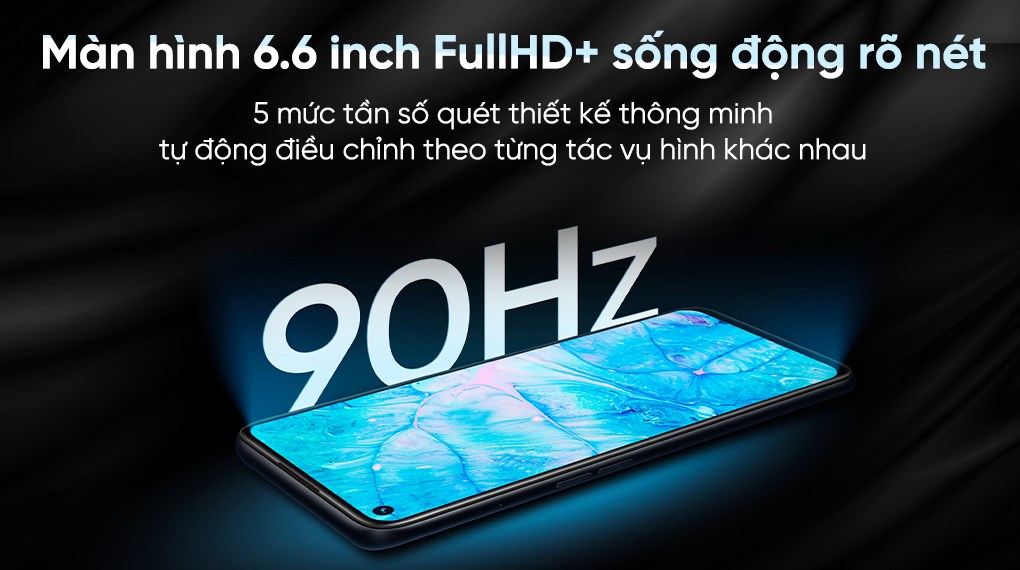 Màn hình 6.6 inch FullHD+ sống động rõ nét
5 mức tần số quét thiết kế thông minh
tự động điều chỉnh theo từng tác vụ hình khác nhau
90Hz